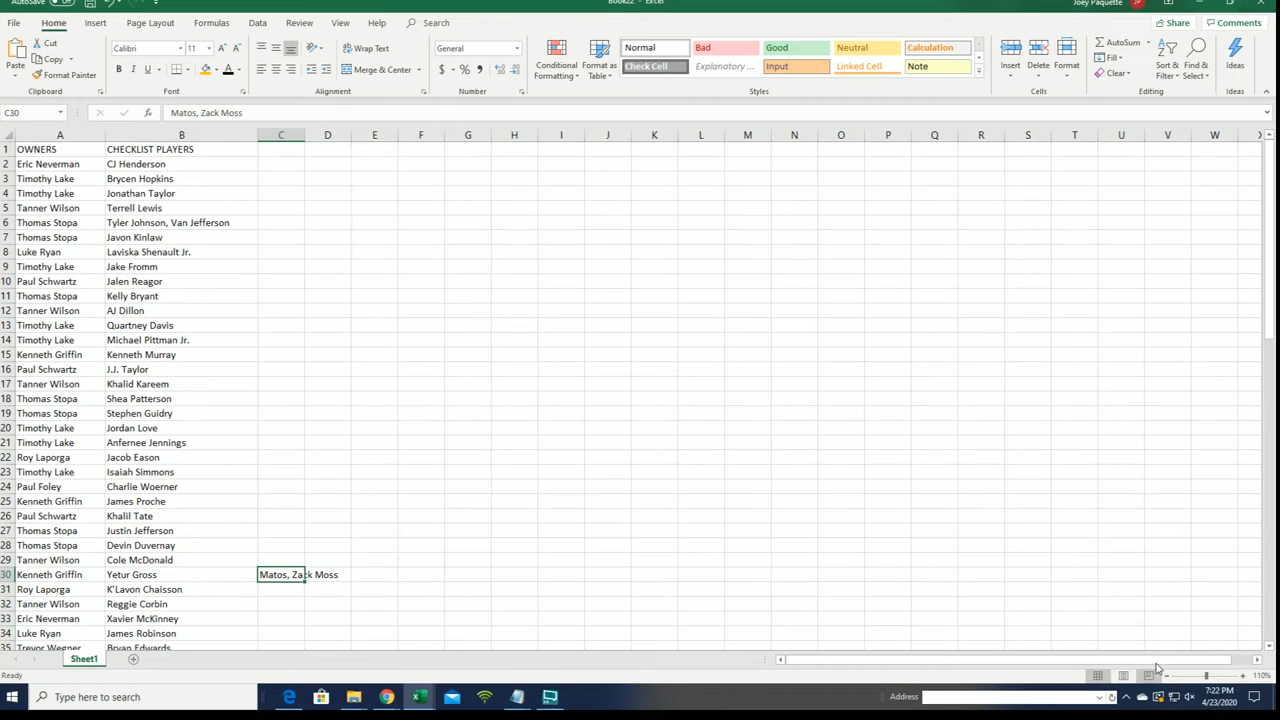 AutoSave Off Book22 - Excel Joey Paquette JP
File Home Insert Page Layout Formulas Data Review View Help Search Share Comments
Paste Cut Copy Format Painter Clipboard
Calibri 11 A A B I U A Font
Wrap Text Merge & Center Alignment
General $ % Number
Conditional Formatting Format as Table
Normal Bad Good Neutral Calculation
Check Cell Explanatory ... Input Linked Cell Note
Styles
Insert Delete Format Cells
AutoSum Fill Clear Sort & Filter Find & Select Editing
Ideas Ideas
C30 fx Matos, Zack Moss
A B C D E F G H I J K L M N O P Q R S T U V W
1 OWNERS CHECKLIST PLAYERS
2 Eric Neverman CJ Henderson
3 Timothy Lake Brycen Hopkins
4 Timothy Lake Jonathan Taylor
5 Tanner Wilson Terrell Lewis
6 Thomas Stopa Tyler Johnson, Van Jefferson
7 Thomas Stopa Javon Kinlaw
8 Luke Ryan Laviska Shenault Jr.
9 Timothy Lake Jake Fromm
10 Paul Schwartz Jalen Reagor
11 Thomas Stopa Kelly Bryant
12 Tanner Wilson AJ Dillon
13 Timothy Lake Quartney Davis
14 Timothy Lake Michael Pittman Jr.
15 Kenneth Griffin Kenneth Murray
16 Paul Schwartz J.J. Taylor
17 Tanner Wilson Khalid Kareem
18 Thomas Stopa Shea Patterson
19 Thomas Stopa Stephen Guidry
20 Timothy Lake Jordan Love
21 Timothy Lake Anfernee Jennings
22 Roy Laporga Jacob Eason
23 Timothy Lake Isaiah Simmons
24 Paul Foley Charlie Woerner
25 Kenneth Griffin James Proche
26 Paul Schwartz Khalil Tate
27 Thomas Stopa Justin Jefferson
28 Thomas Stopa Devin Duvernay
29 Tanner Wilson Cole McDonald
30 Kenneth Griffin Yetur Gross Matos, Zack Moss
31 Roy Laporga K'Lavon Chaisson
32 Tanner Wilson Reggie Corbin
33 Eric Neverman Xavier McKinney
34 Luke Ryan James Robinson
35 Trevor Wegner Bryan Edwards
Sheet1
Ready 110%
Type here to search Address 7:22 PM
4/23/2020